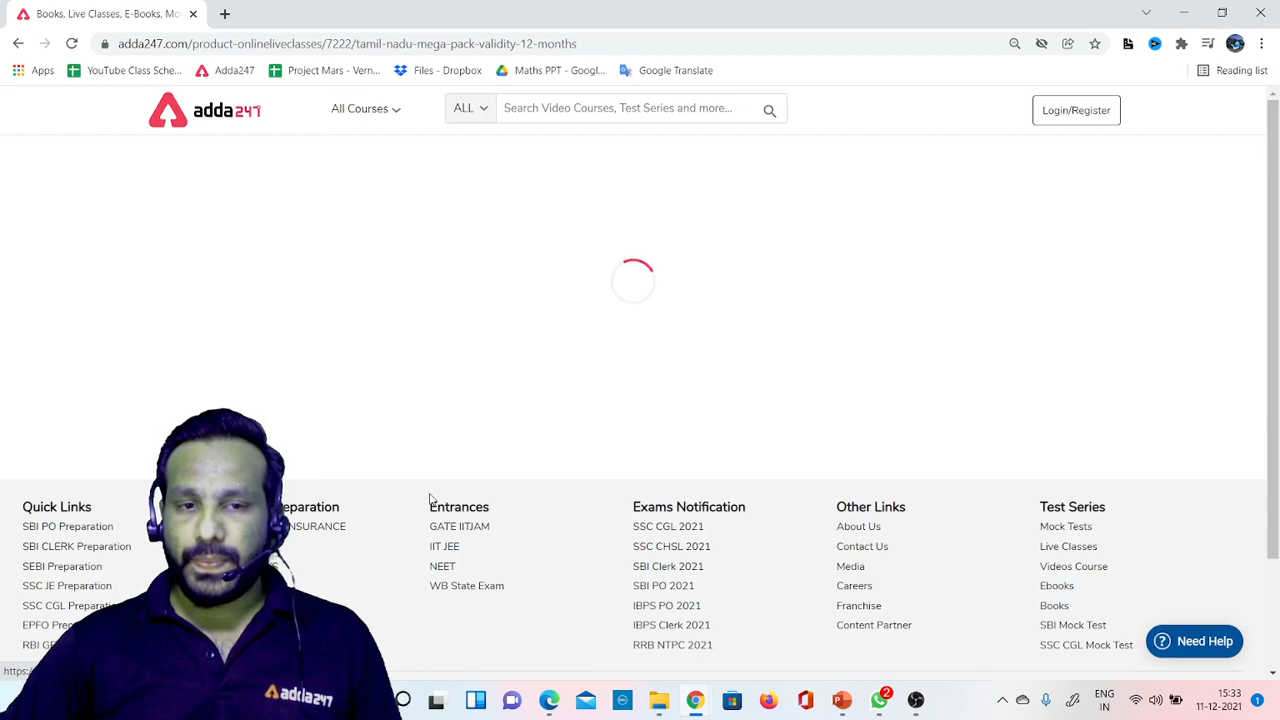 Books, Live Classes, E-Books, Mo
adda247.com/product-onlineliveclasses/7222/tamil-nadu-mega-pack-validity-12-months
Apps
YouTube Class Sche...
Adda247
Project Mars - Vern...
Files - Dropbox
Maths PPT - Googl...
Google Translate
Reading list
adda247
All Courses
ALL
Search Video Courses, Test Series and more...
Login/Register
Quick Links
SBI PO Preparation
SBI CLERK Preparation
SEBI Preparation
SSC JE Preparation
SSC CGL Preparati
EPFO Prep
RBI GR
eparation
INSURANCE
Entrances
GATE IITJAM
IIT JEE
NEET
WB State Exam
Exams Notification
SSC CGL 2021
SSC CHSL 2021
SBI Clerk 2021
SBI PO 2021
IBPS PO 2021
IBPS Clerk 2021
RRB NTPC 2021
Other Links
About Us
Contact Us
Media
Careers
Franchise
Content Partner
Test Series
Mock Tests
Live Classes
Videos Course
Ebooks
Books
SBI Mock Test
SSC CGL Mock Test
Need Help
https:/
adda247
2
ENG
IN
15:33
11-12-2021
1